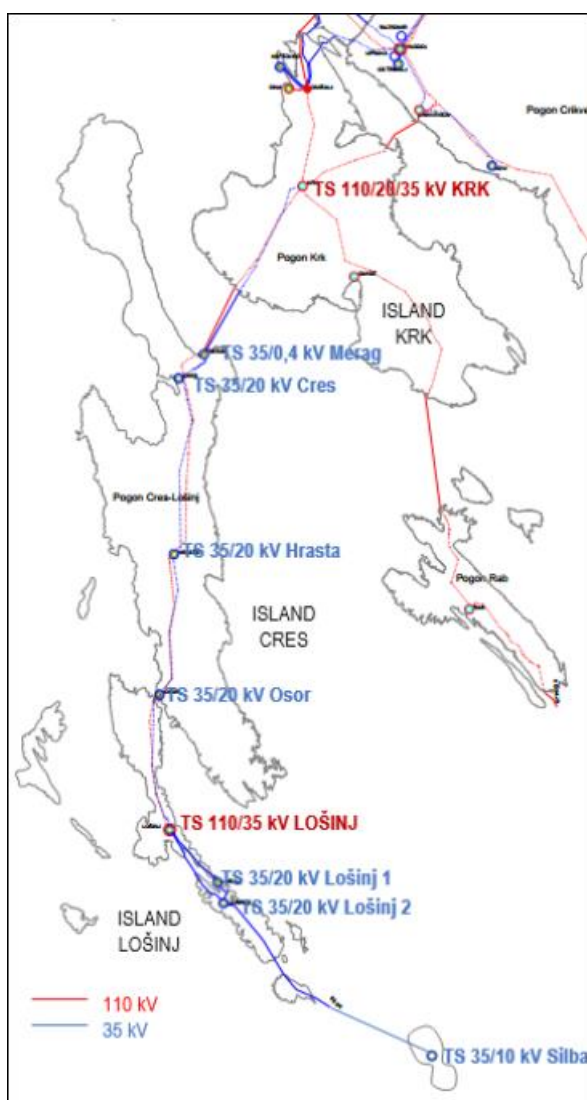 Pogon Crikve
TS 110/20/35 kV KRK
Pogon Krk
ISLAND
KRK
TS 35/0,4 kV Merag
TS 35/20 kV Cres
Pogon Cres-Lošinj
TS 35/20 kV Hrasta
Pogon Rab
ISLAND
CRES
TS 35/20 kV Osor
TS 110/35 kV LOŠINJ
TS 35/20 kV Lošinj 1
TS 35/20 kV Lošinj 2
ISLAND
LOŠINJ
110 kV
35 kV
TS 35/10 kV Silba